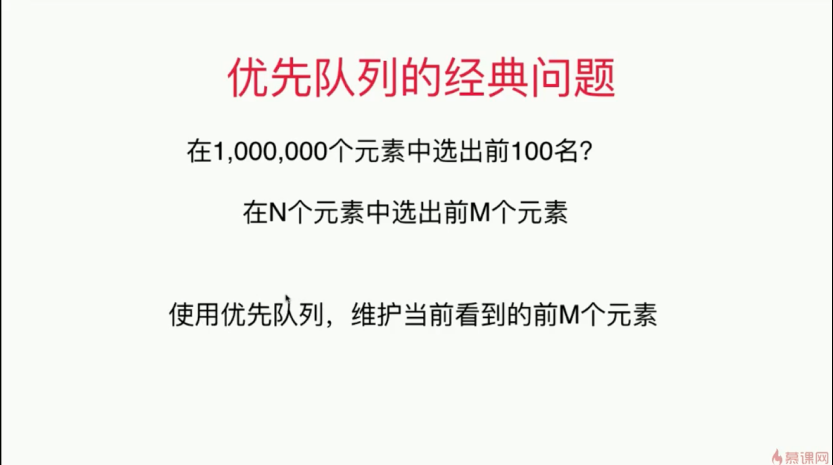 优先队列的经典问题
在1,000,000个元素中选出前100名？
在N个元素中选出前M个元素
使用优先队列，维护当前看到的前M个元素
慕课网